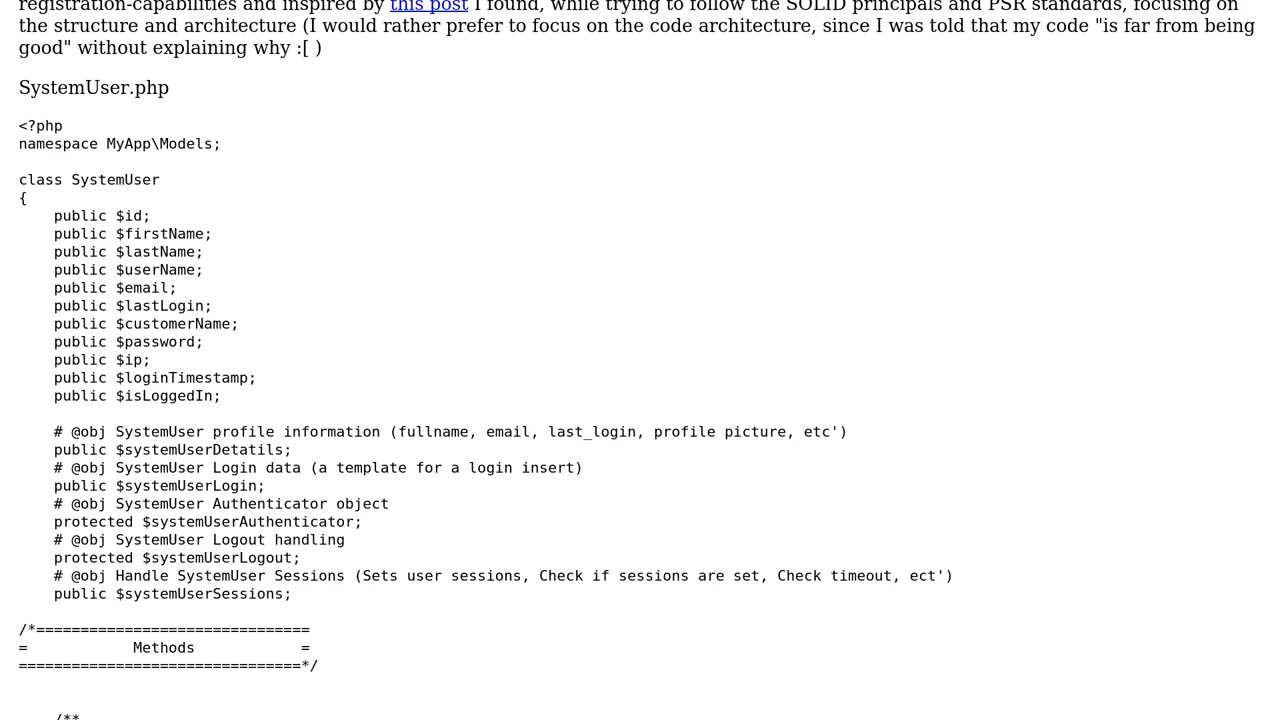 registration-capabilities and inspired by this post I found, while trying to follow the SOLID principals and PSR standards, focusing on
the structure and architecture (I would rather prefer to focus on the code architecture, since I was told that my code "is far from being
good" without explaining why :[ )
SystemUser.php
<?php
namespace MyApp\Models;
class SystemUser
{
    public $id;
    public $firstName;
    public $lastName;
    public $userName;
    public $email;
    public $lastLogin;
    public $customerName;
    public $password;
    public $ip;
    public $loginTimestamp;
    public $isLoggedIn;
    # @obj SystemUser profile information (fullname, email, last_login, profile picture, etc')
    public $systemUserDetatils;
    # @obj SystemUser Login data (a template for a login insert)
    public $systemUserLogin;
    # @obj SystemUser Authenticator object
    protected $systemUserAuthenticator;
    # @obj SystemUser Logout handling
    protected $systemUserLogout;
    # @obj Handle SystemUser Sessions (Sets user sessions, Check if sessions are set, Check timeout, ect')
    public $systemUserSessions;
/*===============================
=            Methods            =
================================*/
    /**